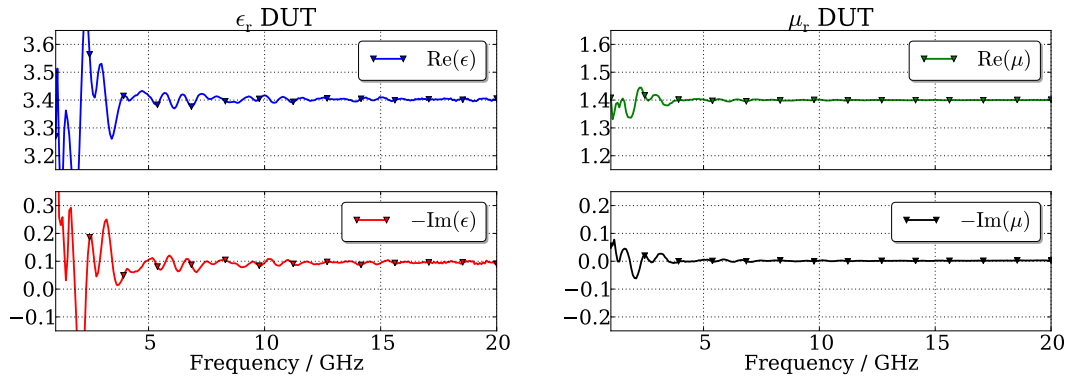 ϵr DUT
3.6
3.5
3.4
3.3
3.2
Re(ϵ)
0.3
0.2
0.1
0.0
−0.1
−Im(ϵ)
5 10 15 20
Frequency / GHz
μr DUT
1.6
1.5
1.4
1.3
1.2
Re(μ)
0.3
0.2
0.1
0.0
−0.1
−Im(μ)
5 10 15 20
Frequency / GHz